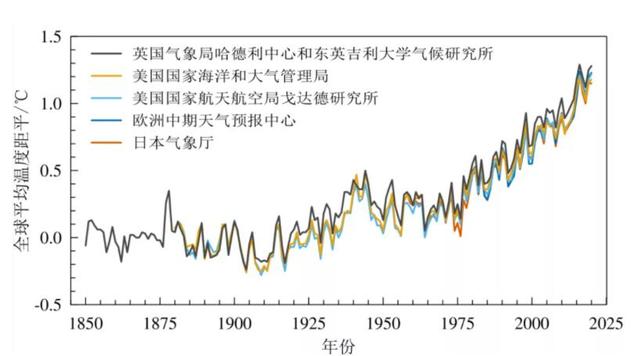 1.5
英国气象局哈德利中心和东英吉利大学气候研究所
美国国家海洋和大气管理局
美国国家航天航空局戈达德研究所
欧洲中期天气预报中心
日本气象厅
1.0
0.5
0.0
-0.5
全球平均温度距平/℃
1850 1875 1900 1925 1950 1975 2000 2025
年份